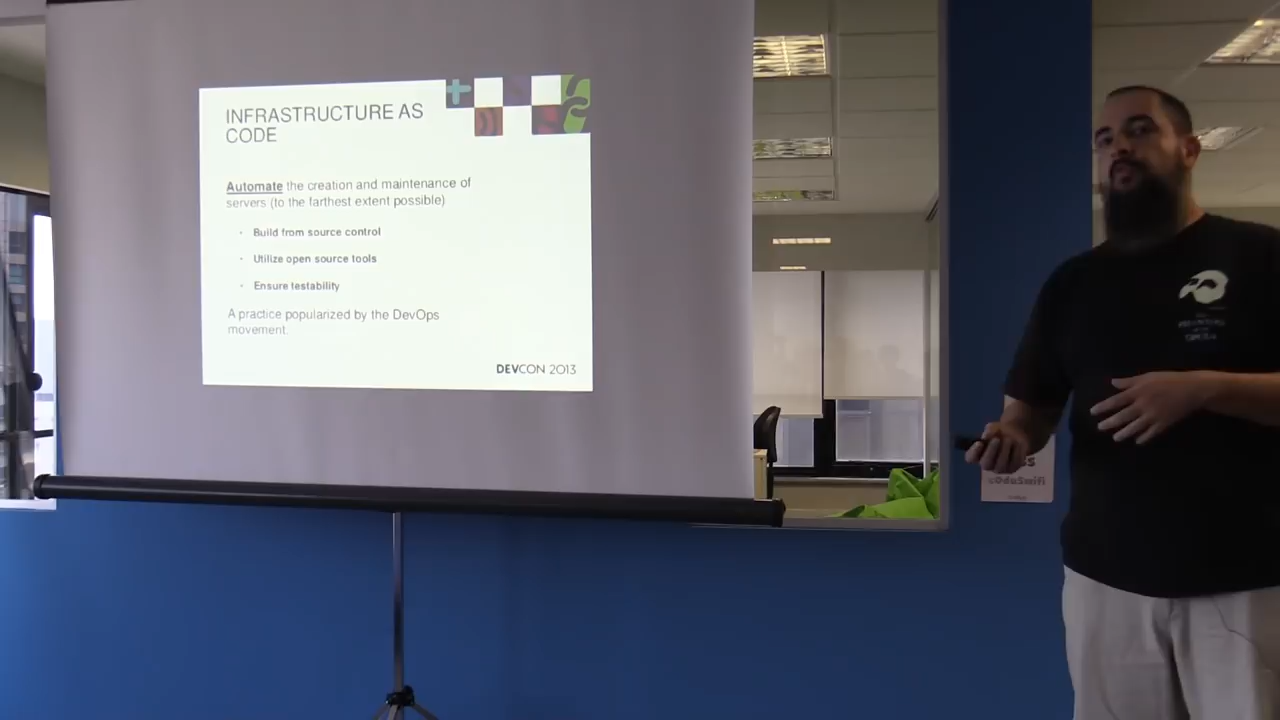 INFRASTRUCTURE AS
CODE
Automate the creation and maintenance of
servers (to the farthest extent possible)
· Build from source control
· Utilize open source tools
· Ensure testability
A practice popularized by the DevOps
movement.
DEVCON 2013